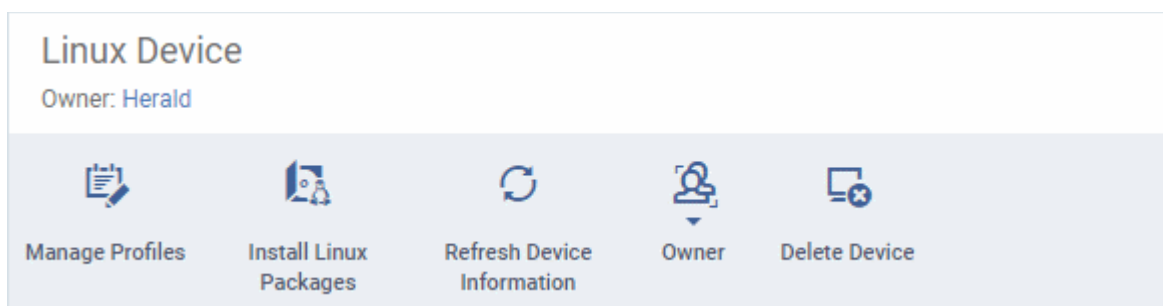 Linux Device
Owner: Herald
Manage Profiles
Install Linux
Packages
Refresh Device
Information
Owner
Delete Device